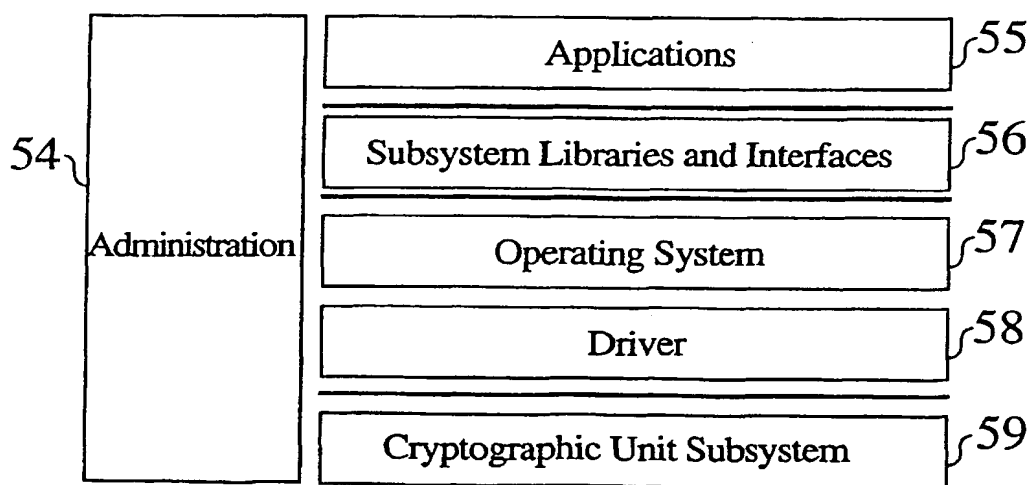 Applications
55
Subsystem Libraries and Interfaces
56
54
Administration
Operating System
57
Driver
58
Cryptographic Unit Subsystem
59